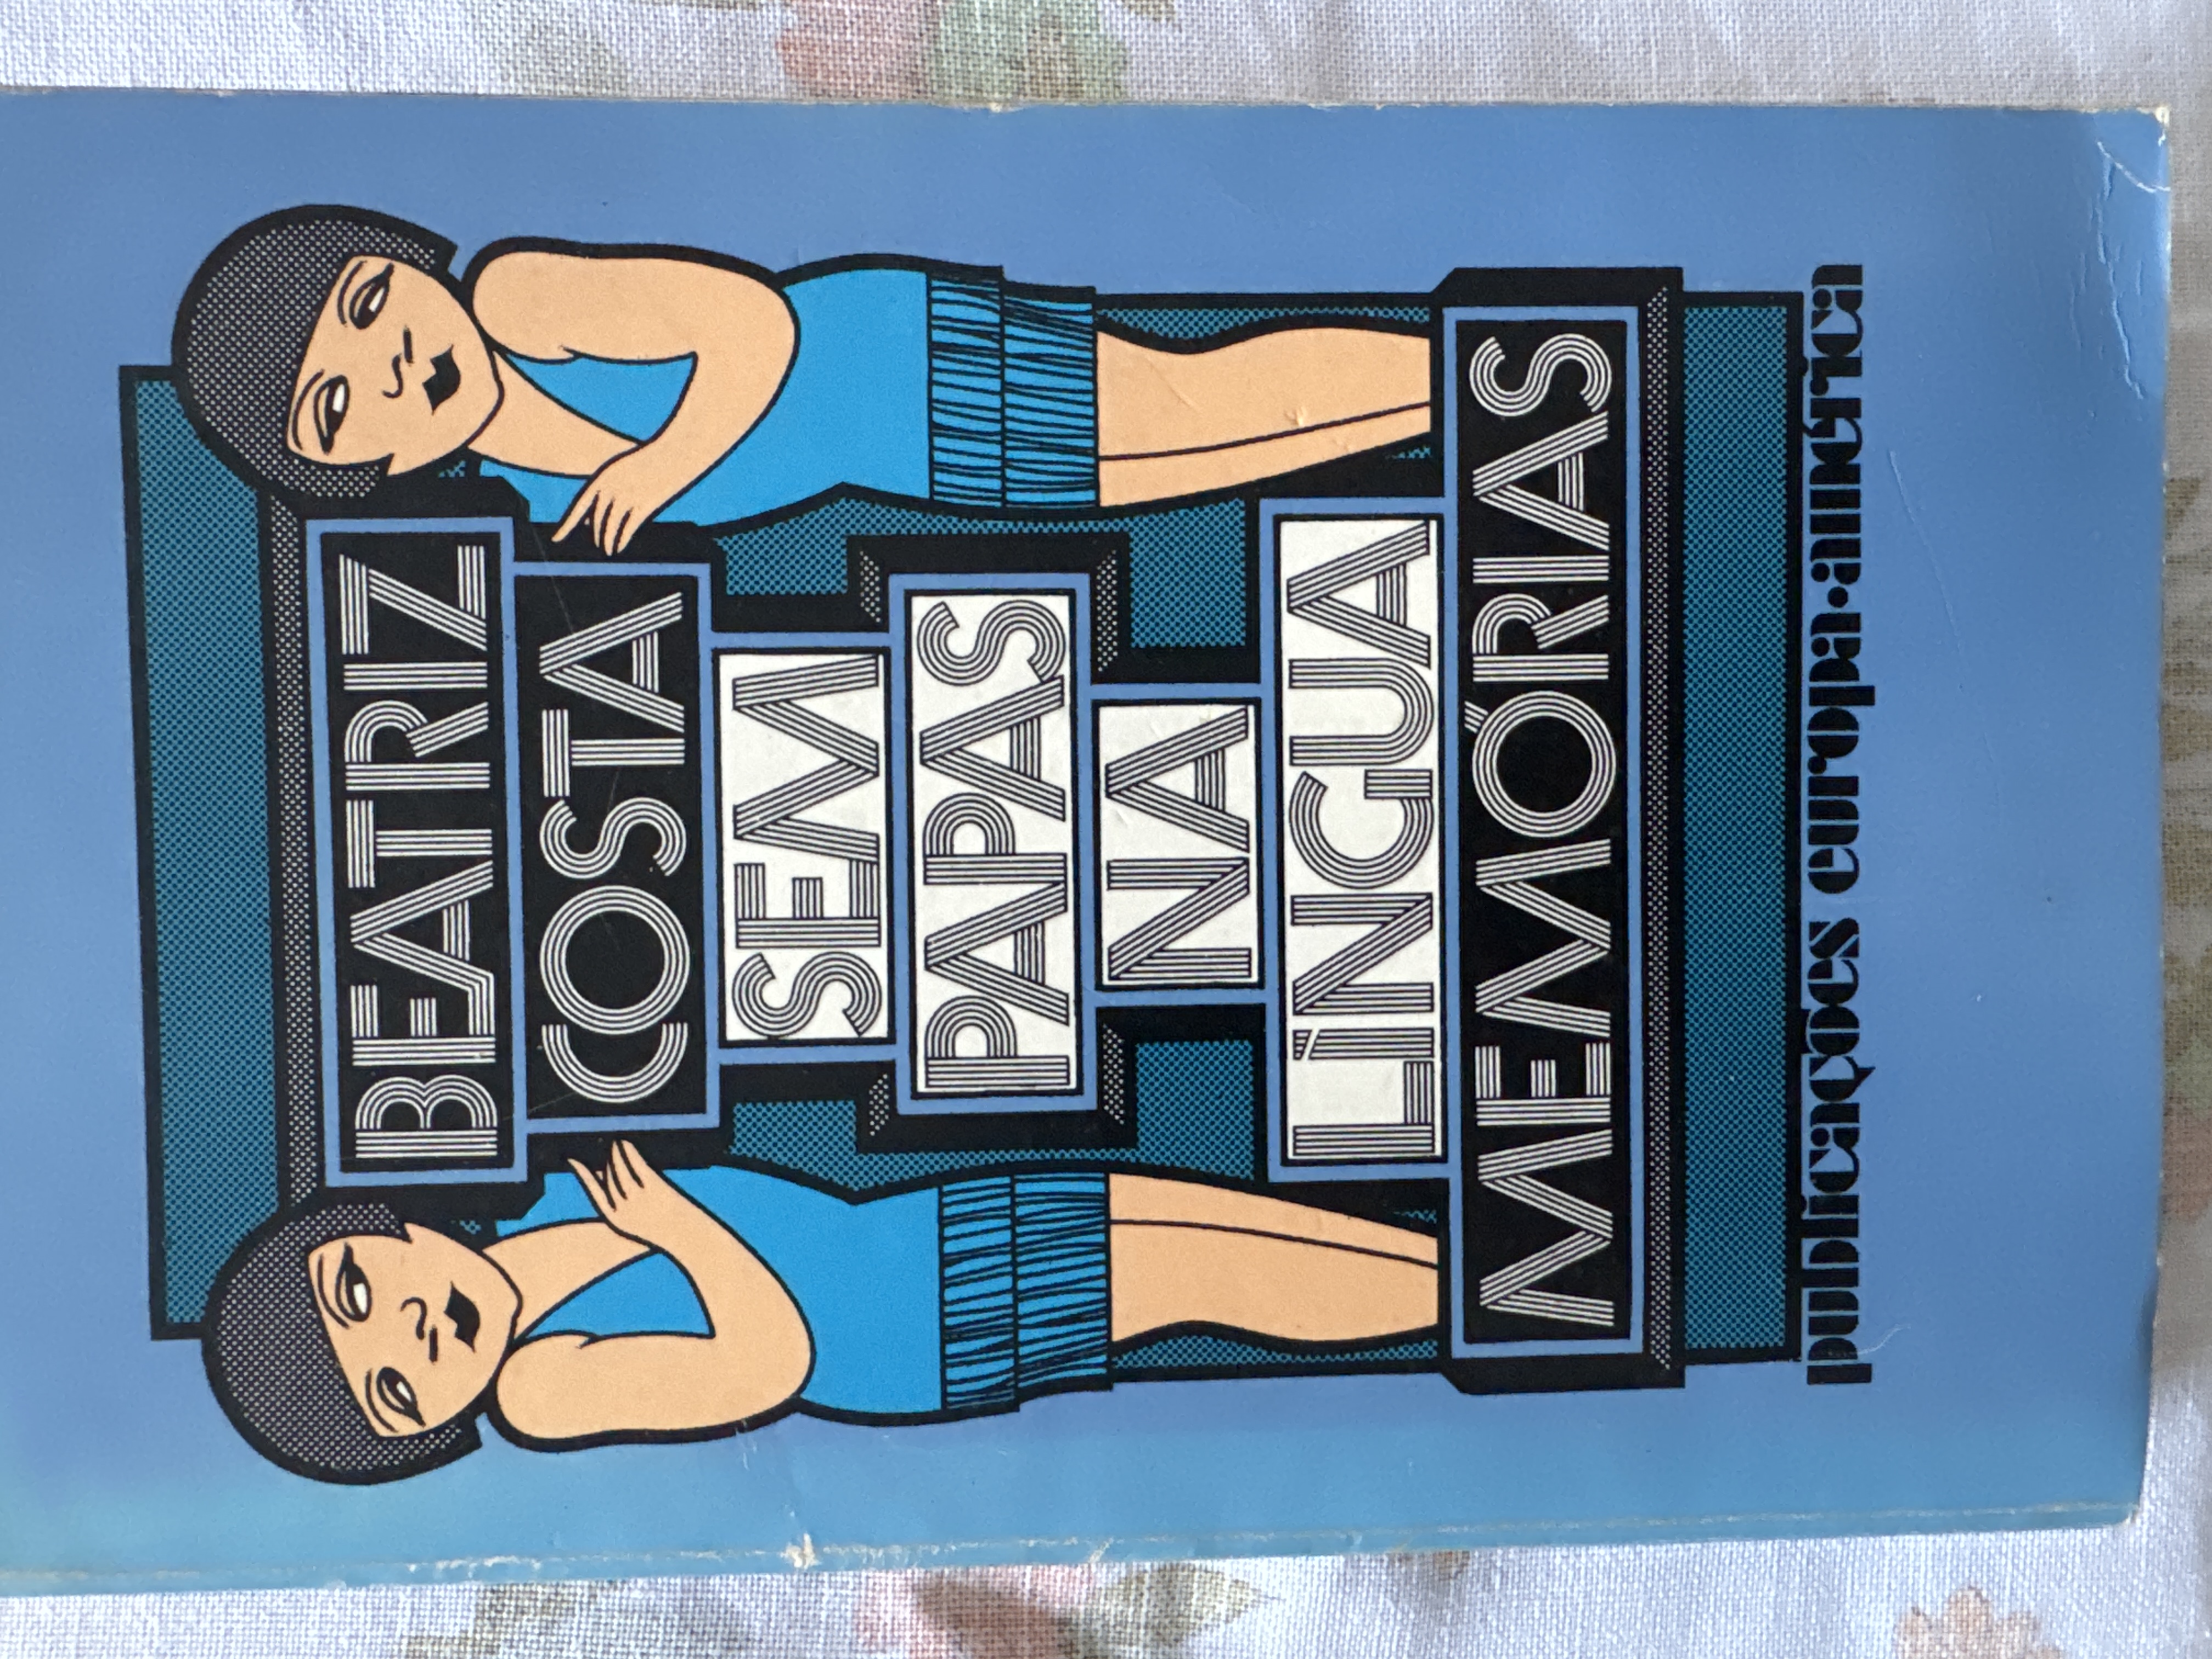 BEATRIZ
COSTA
SEM
PAPAS
NA
LÍNGUA
MEMÓRIAS
publicações europa·américa